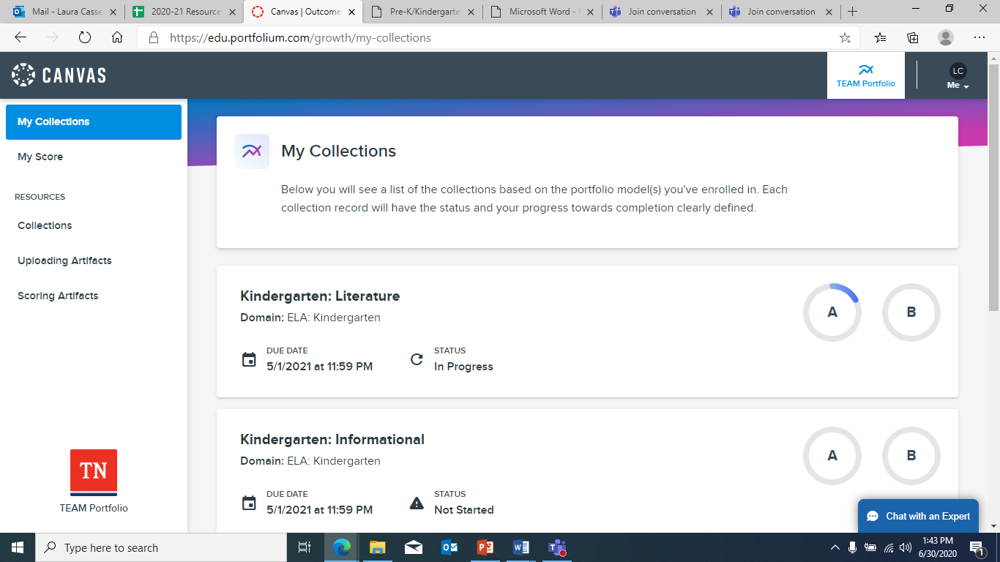 Mail - Laura Casse
2020-21 Resource
Canvas | Outcome
Pre-K/Kindergarte
Microsoft Word -
Join conversation
Join conversation
https://edu.portfolium.com/growth/my-collections
CANVAS
TEAM Portfolio
LC
Me
My Collections
My Score
RESOURCES
Collections
Uploading Artifacts
Scoring Artifacts
TN
TEAM Portfolio
My Collections
Below you will see a list of the collections based on the portfolio model(s) you've enrolled in. Each
collection record will have the status and your progress towards completion clearly defined.
Kindergarten: Literature
Domain: ELA: Kindergarten
DUE DATE
5/1/2021 at 11:59 PM
STATUS
In Progress
A
B
Kindergarten: Informational
Domain: ELA: Kindergarten
DUE DATE
5/1/2021 at 11:59 PM
STATUS
Not Started
A
B
Chat with an Expert
Type here to search
1:43 PM
6/30/2020
1